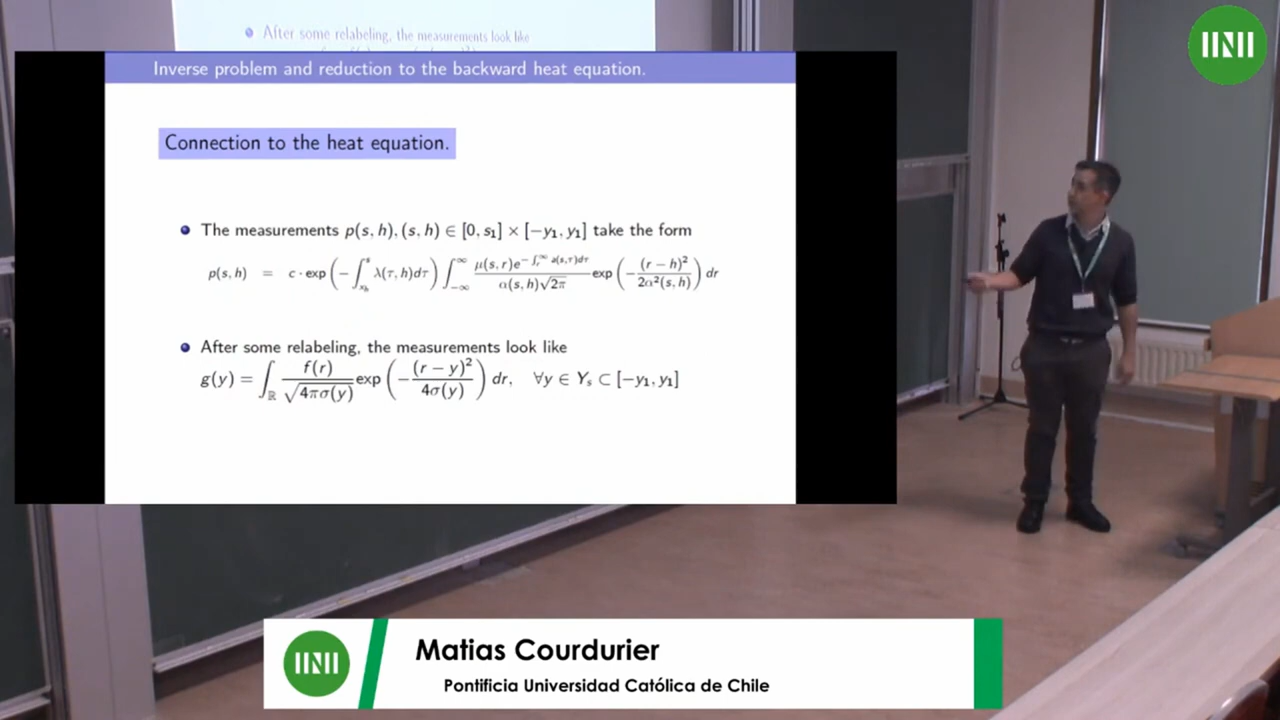 After some relabeling, the measurements look like
Inverse problem and reduction to the backward heat equation.
Connection to the heat equation.
The measurements p(s, h), (s, h) ∈ [0, s₁] × [−y₁, y₁] take the form
p(s, h) = c · exp(−∫ˢ λ(τ, h)dτ) ∫_{−∞}^{∞} μ(s, r)e^{−∫ a(s,τ)dτ} / α(s, h)√2π exp(−(r − h)² / 2α²(s, h)) dr
After some relabeling, the measurements look like
g(y) = ∫_ℝ f(r) / √4πσ(y) exp(−(r − y)² / 4σ(y)) dr, ∀y ∈ Yₛ ⊂ [−y₁, y₁]
Matias Courdurier
Pontificia Universidad Católica de Chile